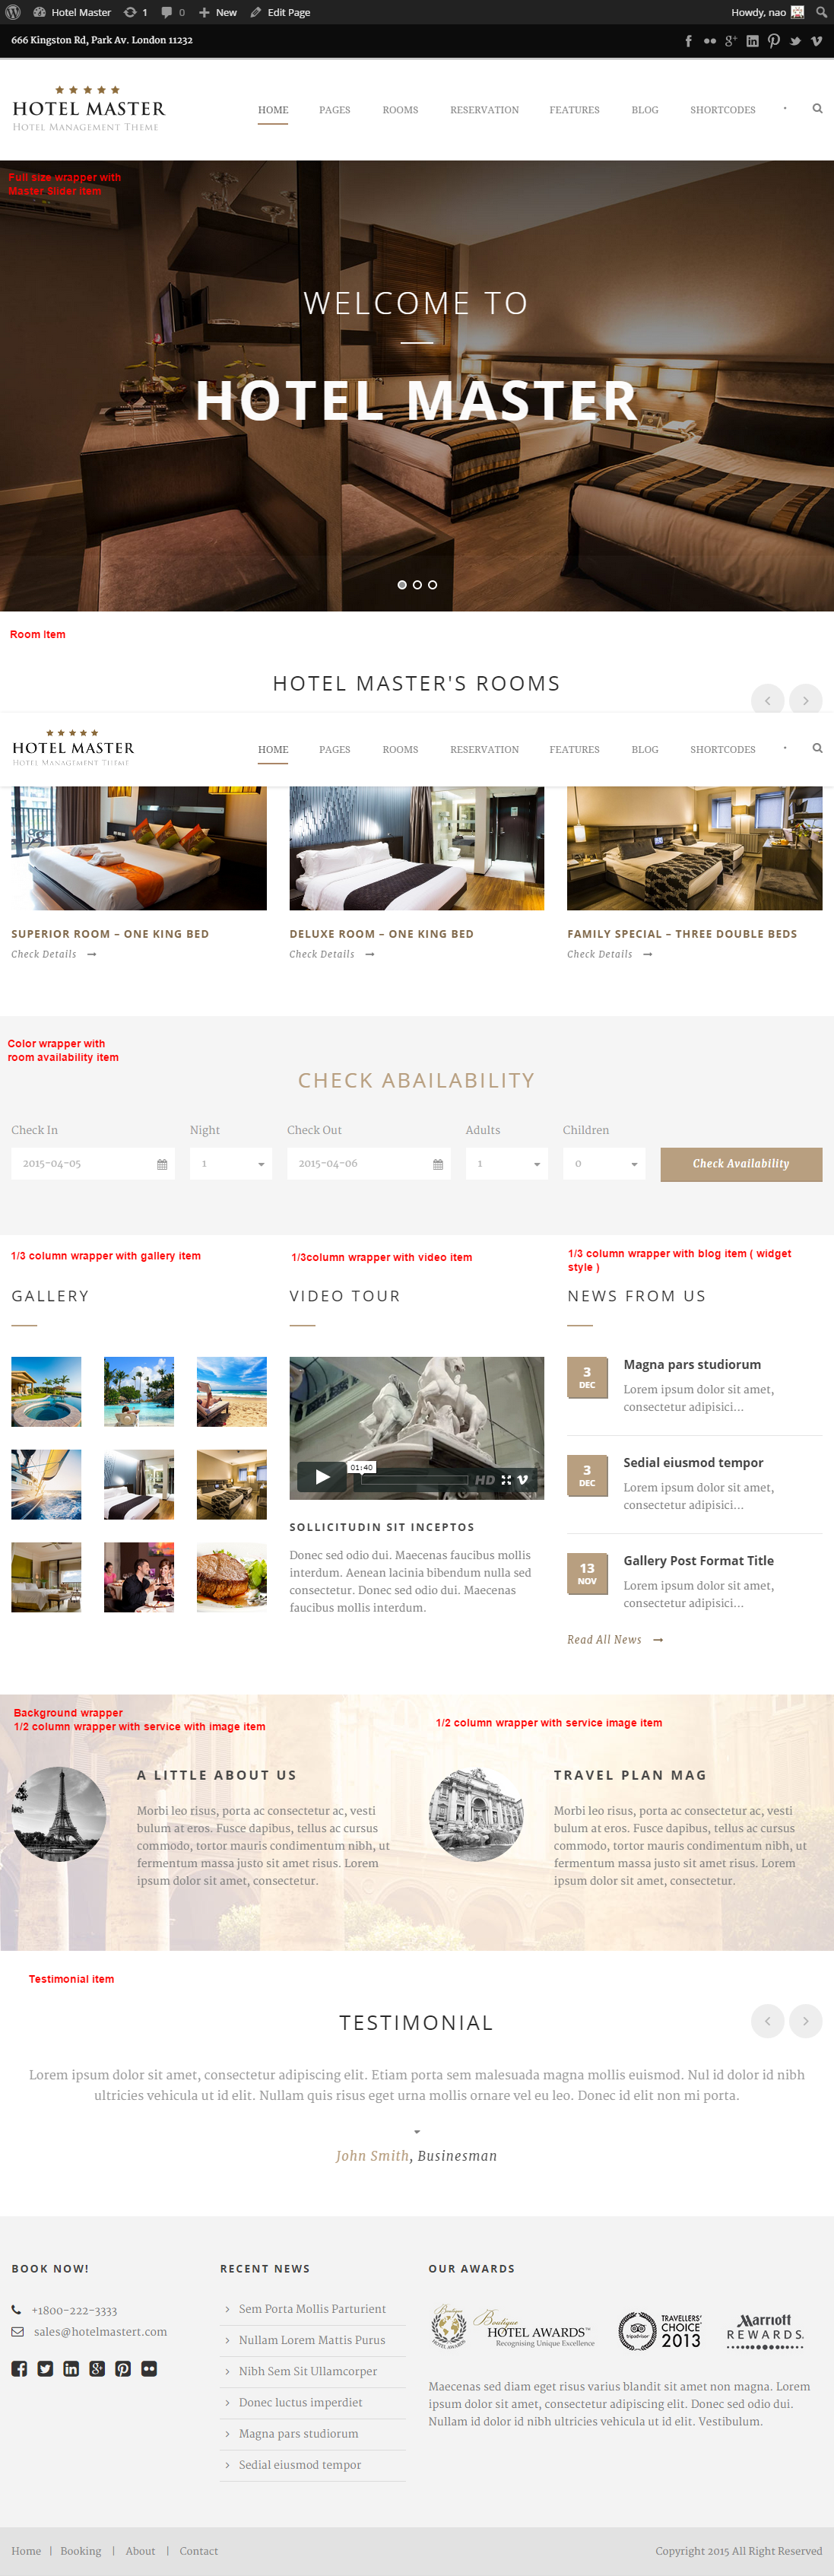 Hotel Master 1 0 New Edit Page Howdy, nao
666 Kingston Rd, Park Av. London 11232
HOTEL MASTER
HOTEL MANAGEMENT THEME
HOME PAGES ROOMS RESERVATION FEATURES BLOG SHORTCODES
Full size wrapper with
Master Slider item
WELCOME TO
HOTEL MASTER
Room Item
HOTEL MASTER'S ROOMS
HOTEL MASTER
HOTEL MANAGEMENT THEME
HOME PAGES ROOMS RESERVATION FEATURES BLOG SHORTCODES
SUPERIOR ROOM – ONE KING BED
Check Details
DELUXE ROOM – ONE KING BED
Check Details
FAMILY SPECIAL – THREE DOUBLE BEDS
Check Details
Color wrapper with
room availability item
CHECK ABAILABILITY
Check In Night Check Out Adults Children
2015-04-05 1 2015-04-06 1 0 Check Availability
1/3 column wrapper with gallery item
GALLERY
1/3column wrapper with video item
VIDEO TOUR
01:40
HD
SOLLICITUDIN SIT INCEPTOS
Donec sed odio dui. Maecenas faucibus mollis
interdum. Aenean lacinia bibendum nulla sed
consectetur. Donec sed odio dui. Maecenas
faucibus mollis interdum.
1/3 column wrapper with blog item ( widget
style )
NEWS FROM US
3
DEC
Magna pars studiorum
Lorem ipsum dolor sit amet,
consectetur adipisici...
3
DEC
Sedial eiusmod tempor
Lorem ipsum dolor sit amet,
consectetur adipisici...
13
NOV
Gallery Post Format Title
Lorem ipsum dolor sit amet,
consectetur adipisici...
Read All News
Background wrapper
1/2 column wrapper with service with image item
A LITTLE ABOUT US
Morbi leo risus, porta ac consectetur ac, vesti
bulum at eros. Fusce dapibus, tellus ac cursus
commodo, tortor mauris condimentum nibh, ut
fermentum massa justo sit amet risus. Lorem
ipsum dolor sit amet, consectetur.
1/2 column wrapper with service image item
TRAVEL PLAN MAG
Morbi leo risus, porta ac consectetur ac, vesti
bulum at eros. Fusce dapibus, tellus ac cursus
commodo, tortor mauris condimentum nibh, ut
fermentum massa justo sit amet risus. Lorem
ipsum dolor sit amet, consectetur.
Testimonial item
TESTIMONIAL
Lorem ipsum dolor sit amet, consectetur adipiscing elit. Etiam porta sem malesuada magna mollis euismod. Nul id dolor id nibh
ultricies vehicula ut id elit. Nullam quis risus eget urna mollis ornare vel eu leo. Donec id elit non mi porta.
John Smith, Businesman
BOOK NOW!
+1800-222-3333
sales@hotelmastert.com
RECENT NEWS
Sem Porta Mollis Parturient
Nullam Lorem Mattis Purus
Nibh Sem Sit Ullamcorper
Donec luctus imperdiet
Magna pars studiorum
Sedial eiusmod tempor
OUR AWARDS
Boutique
HOTEL AWARDS™
Recognising Unique Excellence
tripadvisor
TRAVELLERS'
CHOICE
2013
Marriott
REWARDS.
Maecenas sed diam eget risus varius blandit sit amet non magna. Lorem
ipsum dolor sit amet, consectetur adipiscing elit. Donec sed odio dui.
Nullam id dolor id nibh ultricies vehicula ut id elit. Vestibulum.
Home | Booking | About | Contact
Copyright 2015 All Right Reserved